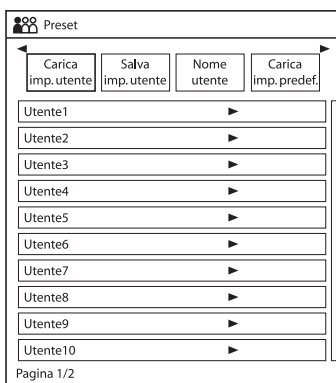 Preset
Carica imp. utente
Salva imp. utente
Nome utente
Carica imp. predef.
Utente1
Utente2
Utente3
Utente4
Utente5
Utente6
Utente7
Utente8
Utente9
Utente10
Pagina 1/2